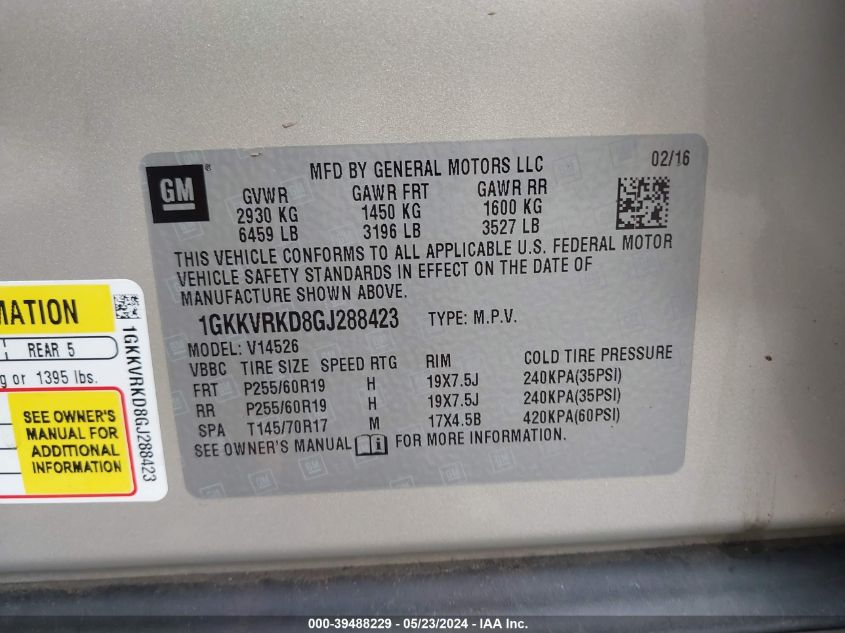 MFD BY GENERAL MOTORS LLC 02/16
GM ®
GVWR GAWR FRT GAWR RR
2930 KG 1450 KG 1600 KG
6459 LB 3196 LB 3527 LB
THIS VEHICLE CONFORMS TO ALL APPLICABLE U.S. FEDERAL MOTOR
VEHICLE SAFETY STANDARDS IN EFFECT ON THE DATE OF
MANUFACTURE SHOWN ABOVE.
1GKKVRKD8GJ288423 TYPE: M.P.V.
MODEL: V14526
VBBC TIRE SIZE SPEED RTG RIM COLD TIRE PRESSURE
FRT P255/60R19 H 19X7.5J 240KPA(35PSI)
RR P255/60R19 H 19X7.5J 240KPA(35PSI)
SPA T145/70R17 M 17X4.5B 420KPA(60PSI)
SEE OWNER'S MANUAL i FOR MORE INFORMATION.
MATION
REAR 5
g or 1395 lbs.
SEE OWNER'S
MANUAL FOR
ADDITIONAL
INFORMATION
1GKKVRKD8GJ288423
000-39488229 - 05/23/2024 - IAA Inc.